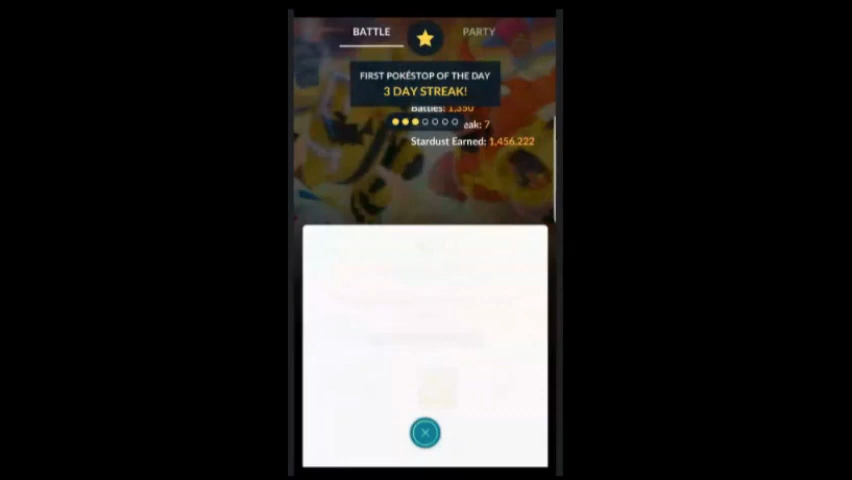 BATTLE
PARTY
FIRST POKÉSTOP OF THE DAY
3 DAY STREAK!
Battles: 1,350
eak: 7
Stardust Earned: 1,456,222